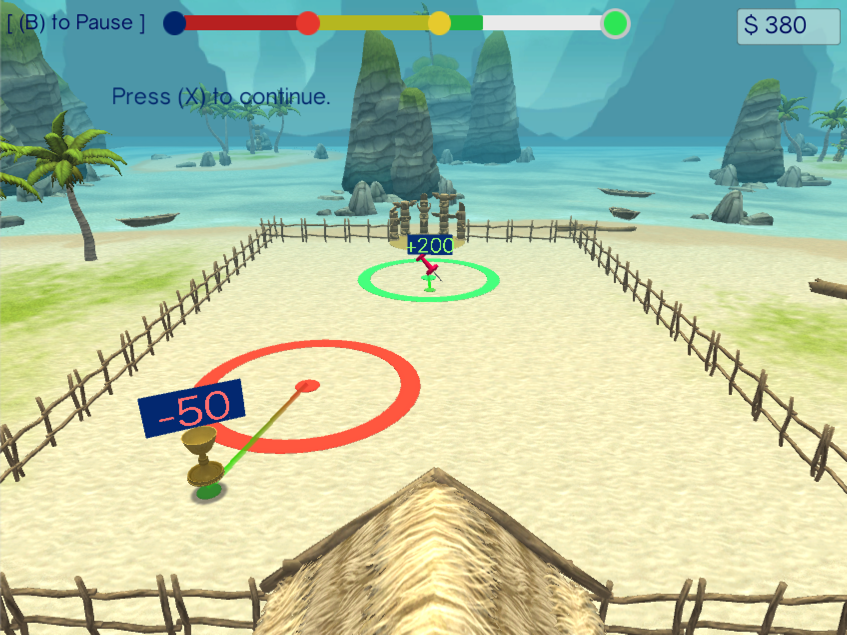 [ (B) to Pause ]
$ 380
Press (X) to continue.
+200
-50